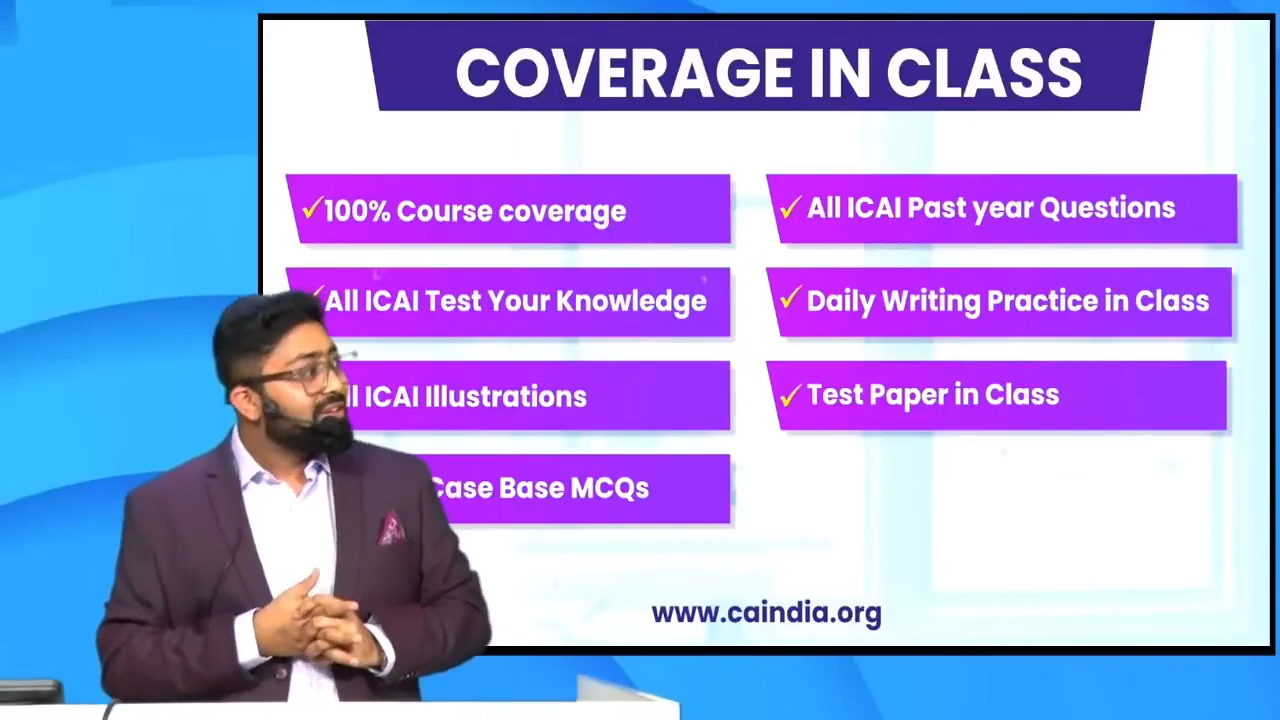 COVERAGE IN CLASS
100% Course coverage
All ICAI Test Your Knowledge
ICAI Illustrations
Case Base MCQs
All ICAI Past year Questions
Daily Writing Practice in Class
Test Paper in Class
www.caindia.org